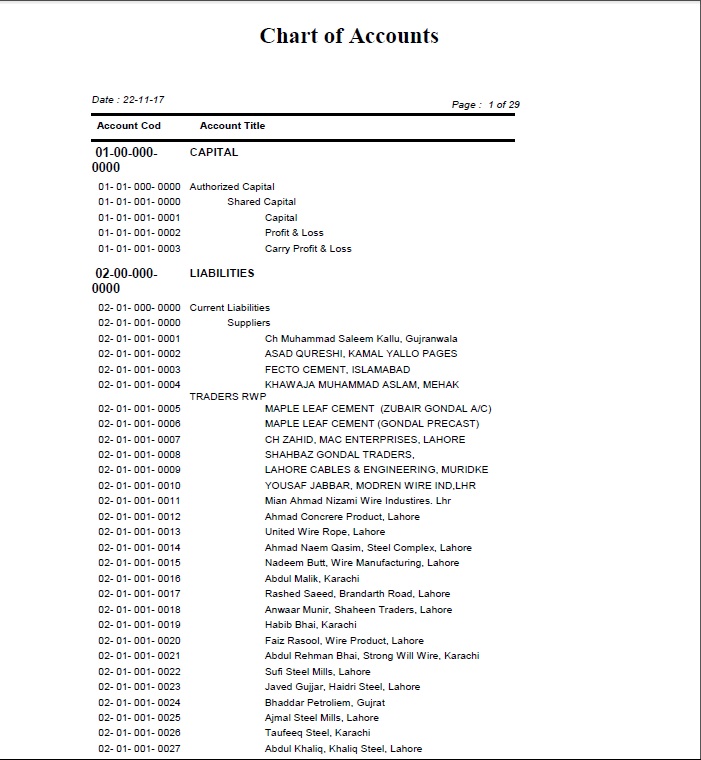 Chart of Accounts
Date : 22-11-17
Page : 1 of 29
Account Cod Account Title
01-00-000- CAPITAL
0000
01- 01- 000- 0000 Authorized Capital
01- 01- 001- 0000 Shared Capital
01- 01- 001- 0001 Capital
01- 01- 001- 0002 Profit & Loss
01- 01- 001- 0003 Carry Profit & Loss
02-00-000- LIABILITIES
0000
02- 01- 000- 0000 Current Liabilities
02- 01- 001- 0000 Suppliers
02- 01- 001- 0001 Ch Muhammad Saleem Kallu, Gujranwala
02- 01- 001- 0002 ASAD QURESHI, KAMAL YALLO PAGES
02- 01- 001- 0003 FECTO CEMENT, ISLAMABAD
02- 01- 001- 0004 KHAWAJA MUHAMMAD ASLAM, MEHAK
TRADERS RWP
02- 01- 001- 0005 MAPLE LEAF CEMENT (ZUBAIR GONDAL A/C)
02- 01- 001- 0006 MAPLE LEAF CEMENT (GONDAL PRECAST)
02- 01- 001- 0007 CH ZAHID, MAC ENTERPRISES, LAHORE
02- 01- 001- 0008 SHAHBAZ GONDAL TRADERS,
02- 01- 001- 0009 LAHORE CABLES & ENGINEERING, MURIDKE
02- 01- 001- 0010 YOUSAF JABBAR, MODREN WIRE IND,LHR
02- 01- 001- 0011 Mian Ahmad Nizami Wire Industires. Lhr
02- 01- 001- 0012 Ahmad Concrere Product, Lahore
02- 01- 001- 0013 United Wire Rope, Lahore
02- 01- 001- 0014 Ahmad Naem Qasim, Steel Complex, Lahore
02- 01- 001- 0015 Nadeem Butt, Wire Manufacturing, Lahore
02- 01- 001- 0016 Abdul Malik, Karachi
02- 01- 001- 0017 Rashed Saeed, Brandarth Road, Lahore
02- 01- 001- 0018 Anwaar Munir, Shaheen Traders, Lahore
02- 01- 001- 0019 Habib Bhai, Karachi
02- 01- 001- 0020 Faiz Rasool, Wire Product, Lahore
02- 01- 001- 0021 Abdul Rehman Bhai, Strong Will Wire, Karachi
02- 01- 001- 0022 Sufi Steel Mills, Lahore
02- 01- 001- 0023 Javed Gujjar, Haidri Steel, Lahore
02- 01- 001- 0024 Bhaddar Petroliem, Gujrat
02- 01- 001- 0025 Ajmal Steel Mills, Lahore
02- 01- 001- 0026 Taufeeq Steel, Karachi
02- 01- 001- 0027 Abdul Khaliq, Khaliq Steel, Lahore